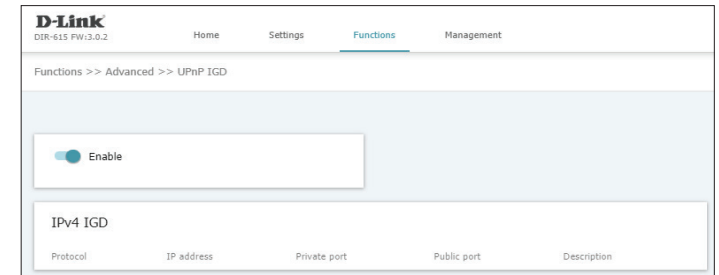 D-Link
DIR-615 FW:3.0.2 Home Settings Functions Management
Functions >> Advanced >> UPnP IGD
Enable
IPv4 IGD
Protocol IP address Private port Public port Description